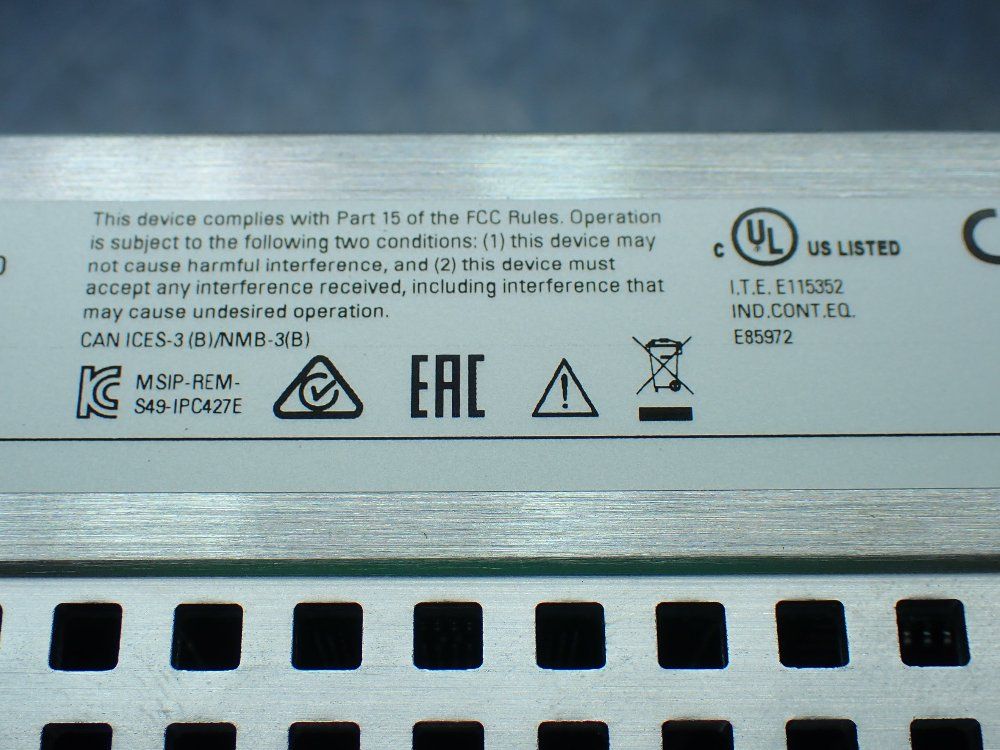 This device complies with Part 15 of the FCC Rules. Operation
is subject to the following two conditions: (1) this device may
not cause harmful interference, and (2) this device must
accept any interference received, including interference that
may cause undesired operation.
CAN ICES-3 (B)/NMB-3(B)
MSIP-REM-
S49-IPC427E
EAC
c UL US LISTED
I.T.E. E115352
IND.CONT.EQ.
E85972